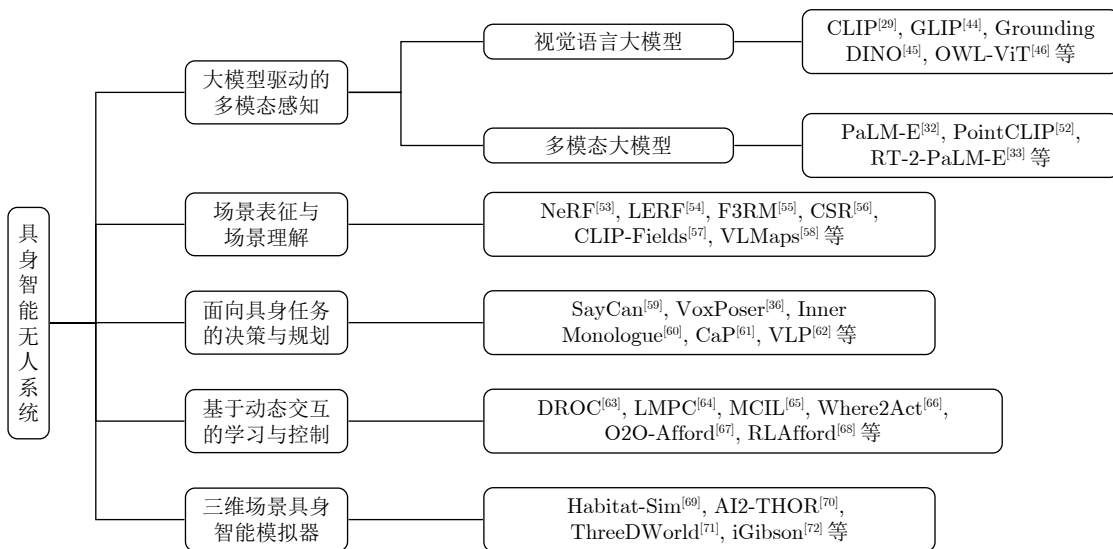 具身智能无人系统
大模型驱动的
多模态感知
视觉语言大模型
CLIP[29], GLIP[44], Grounding
DINO[45], OWL-ViT[46] 等
多模态大模型
PaLM-E[32], PointCLIP[52],
RT-2-PaLM-E[33] 等
场景表征与
场景理解
NeRF[53], LERF[54], F3RM[55], CSR[56],
CLIP-Fields[57], VLMaps[58] 等
面向具身任务
的决策与规划
SayCan[59], VoxPoser[36], Inner
Monologue[60], CaP[61], VLP[62] 等
基于动态交互
的学习与控制
DROC[63], LMPC[64], MCIL[65], Where2Act[66],
O2O-Afford[67], RLAfford[68] 等
三维场景具身
智能模拟器
Habitat-Sim[69], AI2-THOR[70],
ThreeDWorld[71], iGibson[72] 等